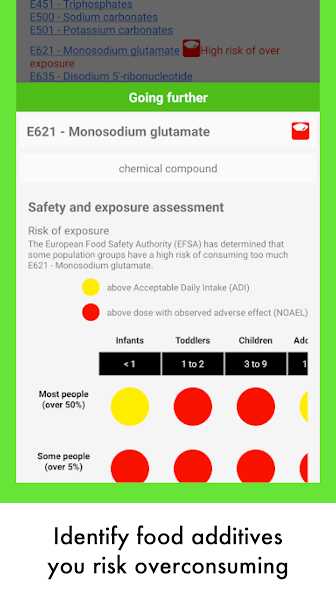 E451 - Triphosphates
E500 - Sodium carbonates
E501 - Potassium carbonates
E621 - Monosodium glutamate High risk of over
exposure
E635 - Disodium 5'-ribonucleotide
Going further
E621 - Monosodium glutamate
chemical compound
Safety and exposure assessment
Risk of exposure
The European Food Safety Authority (EFSA) has determined that
some population groups have a high risk of consuming too much
E621 - Monosodium glutamate.
above Acceptable Daily Intake (ADI)
above dose with observed adverse effect (NOAEL)
Infants Toddlers Children Adc
< 1 1 to 2 3 to 9 1
Most people
(over 50%)
Some people
(over 5%)
Identify food additives
you risk overconsuming